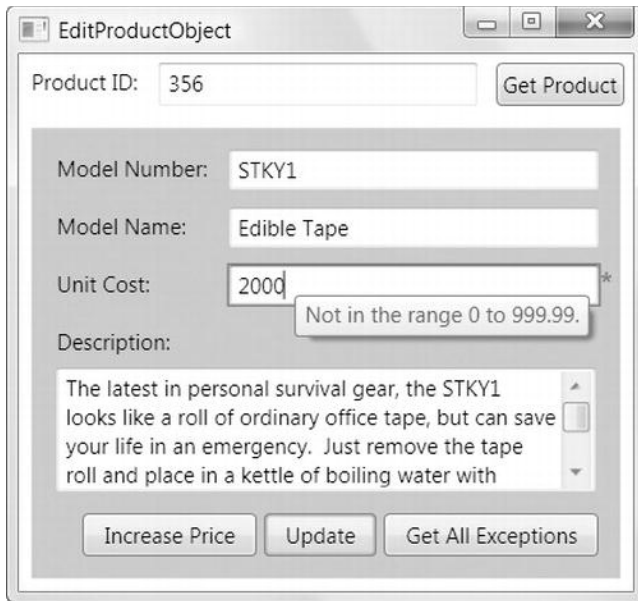 EditProductObject
Product ID: 356 Get Product
Model Number: STKY1
Model Name: Edible Tape
Unit Cost: 2000 *
Not in the range 0 to 999.99.
Description:
The latest in personal survival gear, the STKY1
looks like a roll of ordinary office tape, but can save
your life in an emergency.  Just remove the tape
roll and place in a kettle of boiling water with
Increase Price Update Get All Exceptions